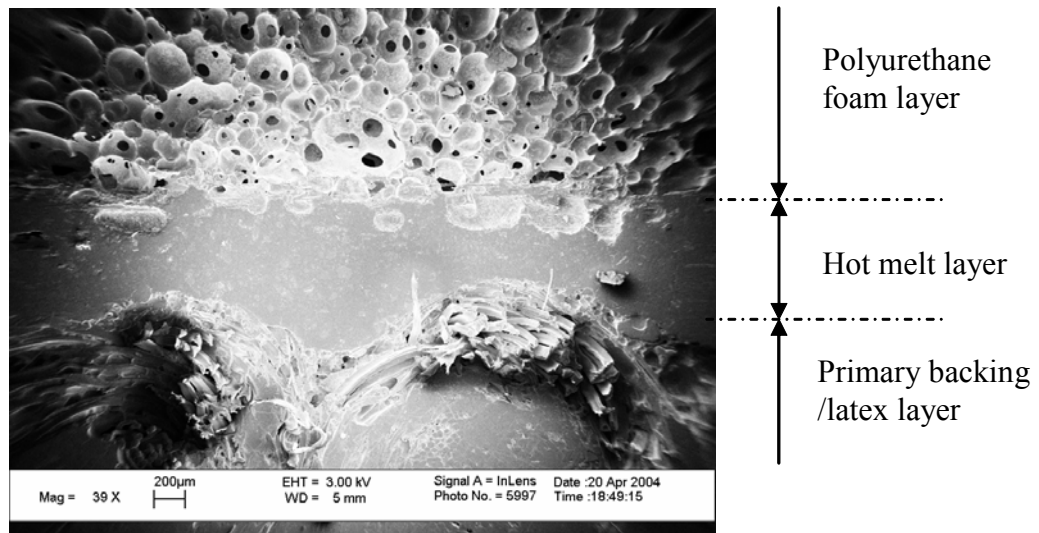 Polyurethane
foam layer
Hot melt layer
Primary backing
/latex layer
Mag = 39 X
200µm
EHT = 3.00 kV
WD = 5 mm
Signal A = InLens
Photo No. = 5997
Date :20 Apr 2004
Time :18:49:15